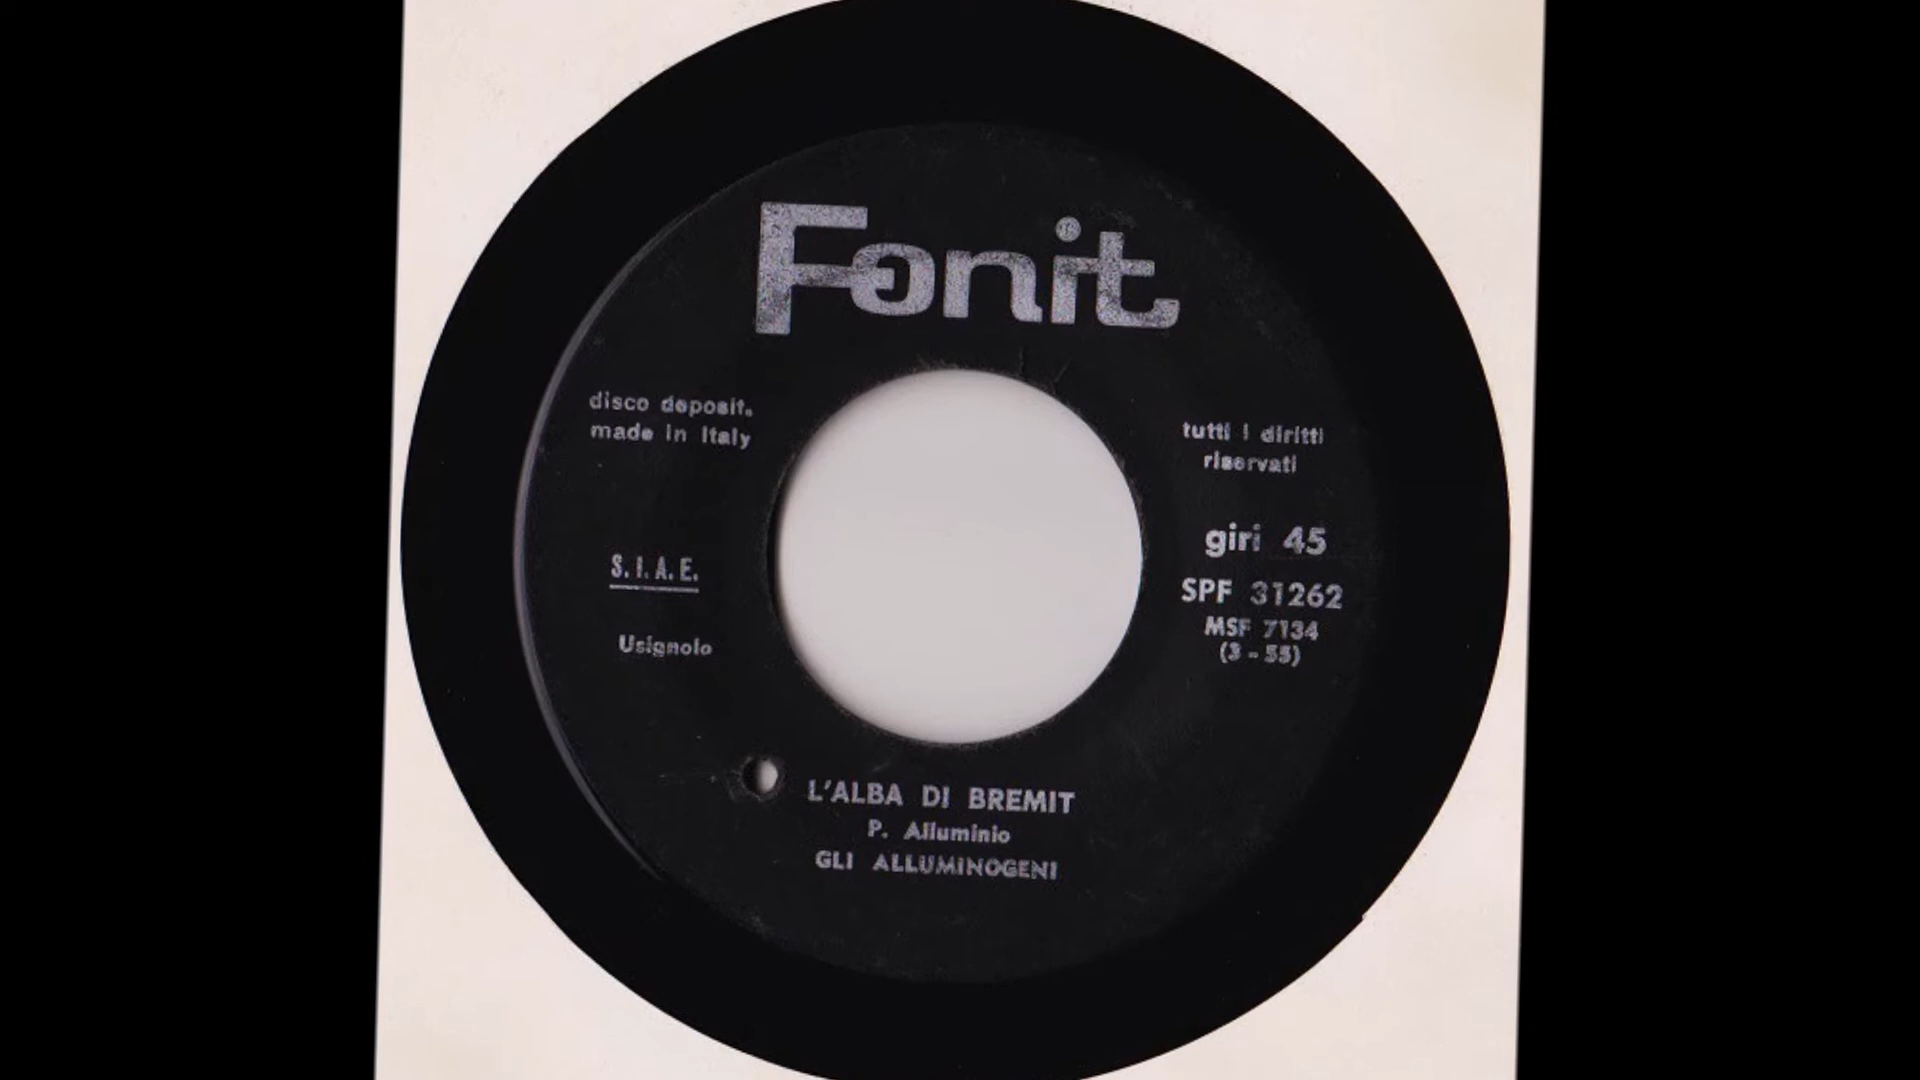 Fonit
disco deposit.
made in Italy
tutti i diritti
riservati
giri 45
S.I.A.E.
SPF 31262
MSF 7134
Usignolo
(3-55)
L'ALBA DI BREMIT
P. Alluminio
GLI ALLUMINOGENI